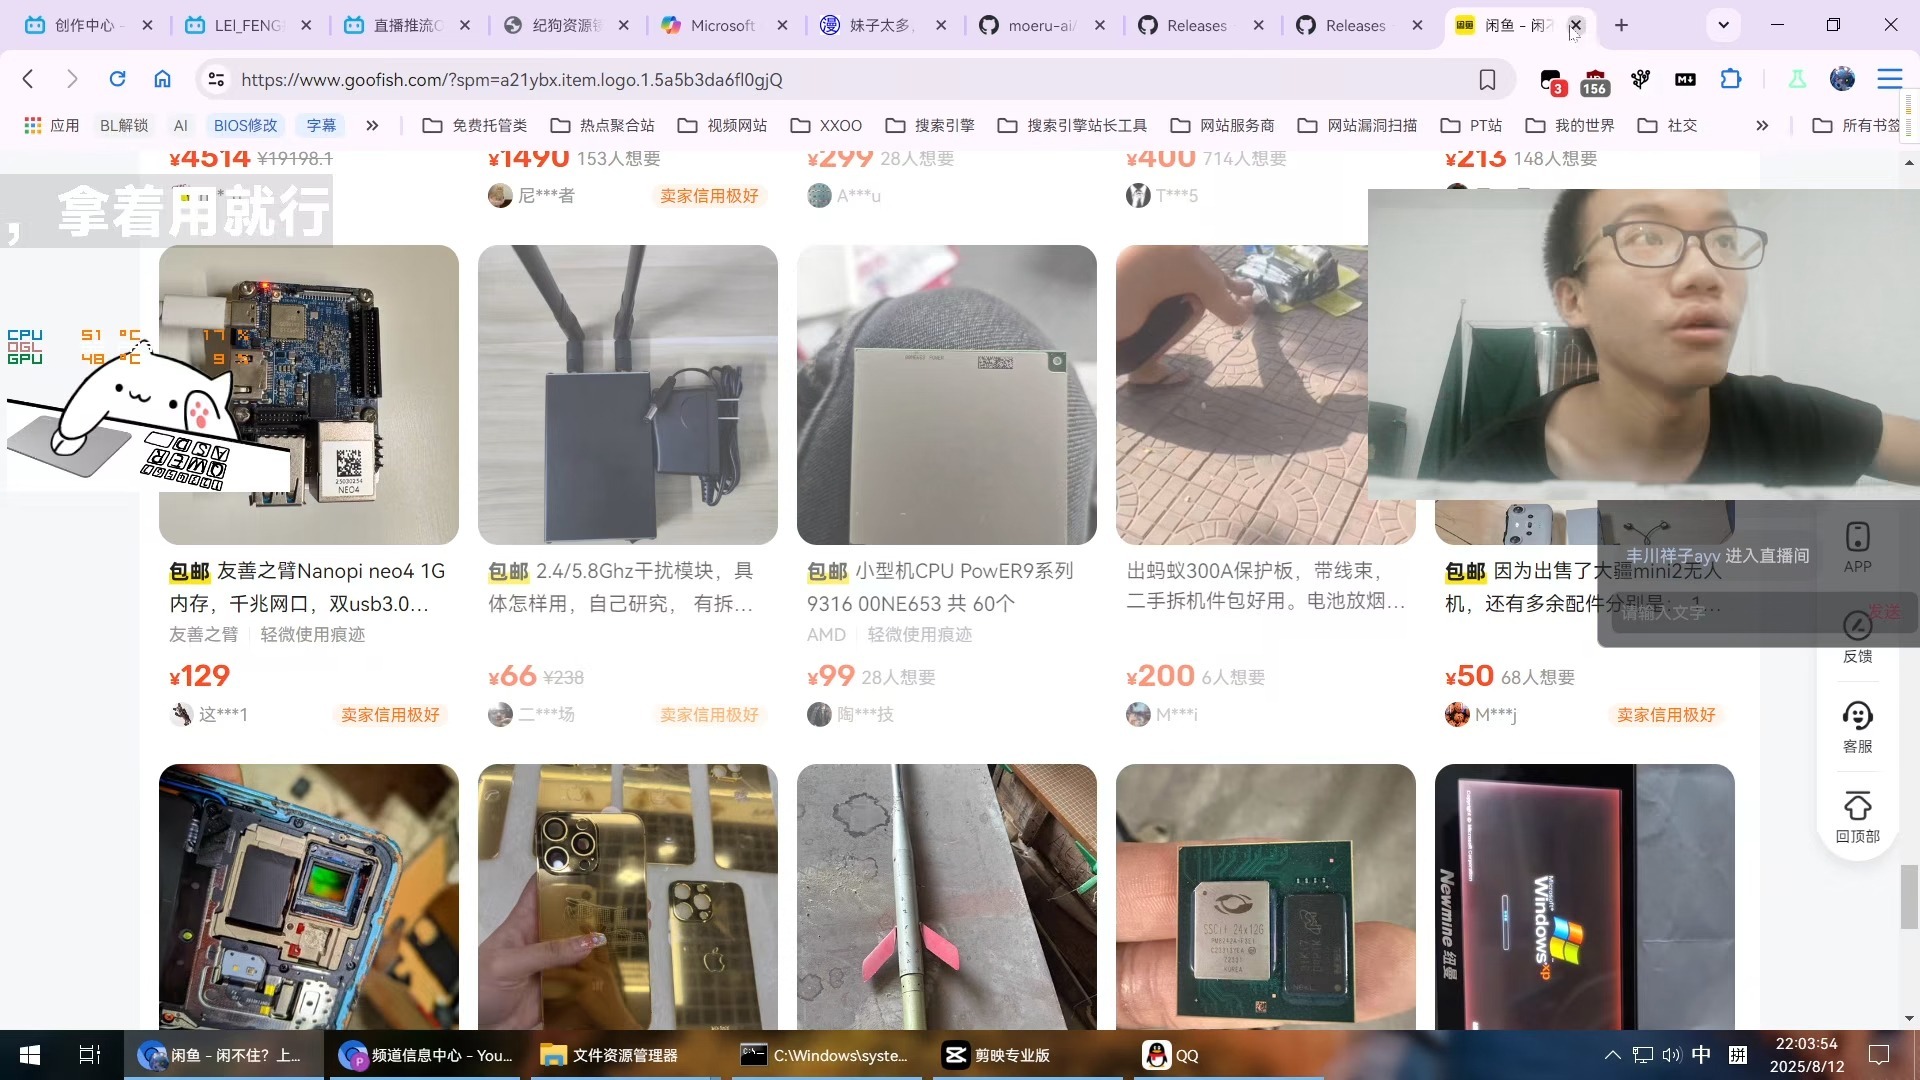 创作中心 -
LEI_FENG
直播推流
纪狗资源
Microsoft
妹子太多，
moeru-ai/
Releases
Releases
闲鱼 - 闲不
https://www.goofish.com/?spm=a21ybx.item.logo.1.5a5b3da6fl0gjQ
3
156
应用
BL解锁
AI
BIOS修改
字幕
免费托管类
热点聚合站
视频网站
XXOO
搜索引擎
搜索引擎站长工具
网站服务商
网站漏洞扫描
PT站
我的世界
社交
所有书签
¥4514 ¥19198.1
¥1490 153人想要
¥299 28人想要
¥400 714人想要
¥213 148人想要
尼***者
卖家信用极好
A***u
T***5
，拿着用就行
CPU 51 °C 17 %
OGL
GPU 48 °C 9 %
NEO4
包邮 友善之臂Nanopi neo4 1G
内存，千兆网口，双usb3.0...
友善之臂 轻微使用痕迹
¥129
这***1 卖家信用极好
包邮 2.4/5.8Ghz干扰模块，具
体怎样用，自己研究， 有拆...
¥66 ¥238
二***场 卖家信用极好
包邮 小型机CPU PowER9系列
9316 00NE653 共 60个
AMD 轻微使用痕迹
¥99 28人想要
陶***技
出蚂蚁300A保护板，带线束，
二手拆机件包好用。电池放烟...
¥200 6人想要
M***i
包邮 因为出售了大疆mini2无人
机，还有多余配件分别是：1...
¥50 68人想要
M***j 卖家信用极好
丰川祥子ayv 进入直播间
请输入文字
发送
APP
反馈
客服
回顶部
KOREA
Newmine 纽曼
Microsoft
Windows xp
闲鱼 - 闲不住？上...
频道信息中心 - You...
文件资源管理器
C:\Windows\syste...
剪映专业版
QQ
中
拼
22:03:54
2025/8/12